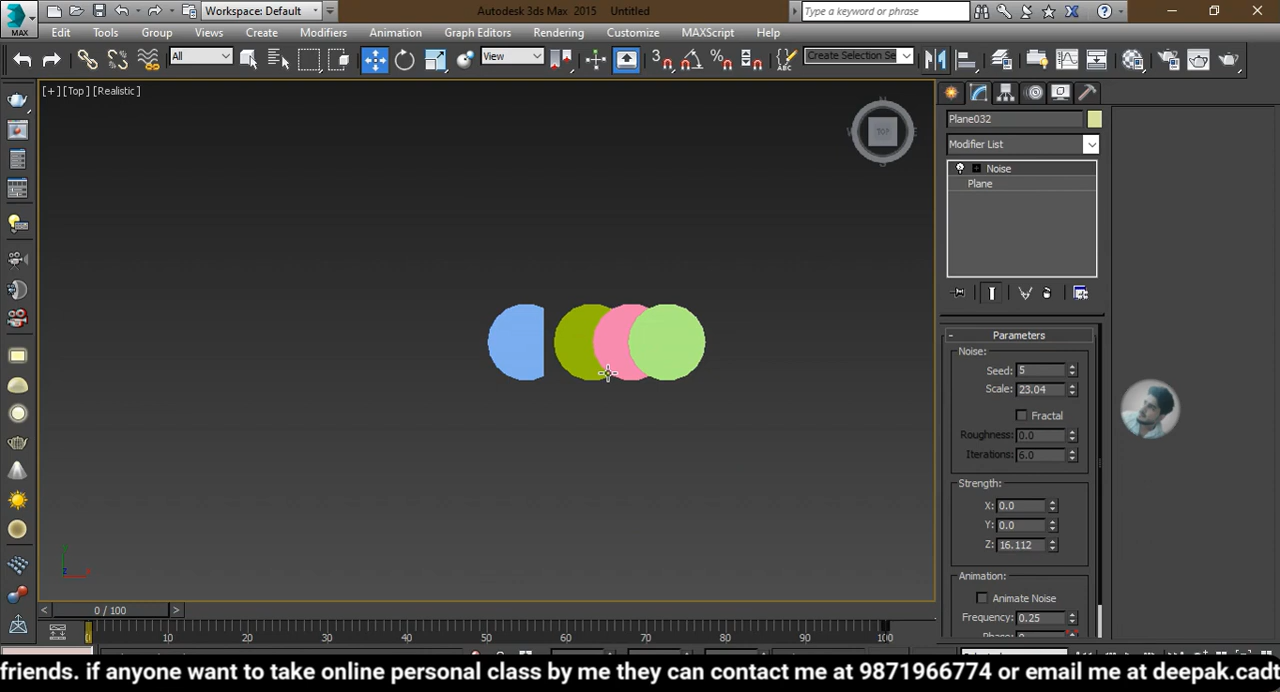 MAX
Workspace: Default
Autodesk 3ds Max 2015 Untitled
Type a keyword or phrase
Edit Tools Group Views Create Modifiers Animation Graph Editors Rendering Customize MAXScript Help
All
View
Create Selection Se
[+] [Top] [Realistic]
TOP
Plane032
Modifier List
Noise
Plane
Parameters
Noise:
Seed: 5
Scale: 23.04
Fractal
Roughness: 0.0
Iterations: 6.0
Strength:
X: 0.0
Y: 0.0
Z: 16.112
Animation:
Animate Noise
Frequency: 0.25
0 / 100
10 20 30 40 50 60 70 80 90 100
friends. if anyone want to take online personal class by me they can contact me at 9871966774 or email me at deepak.cadt